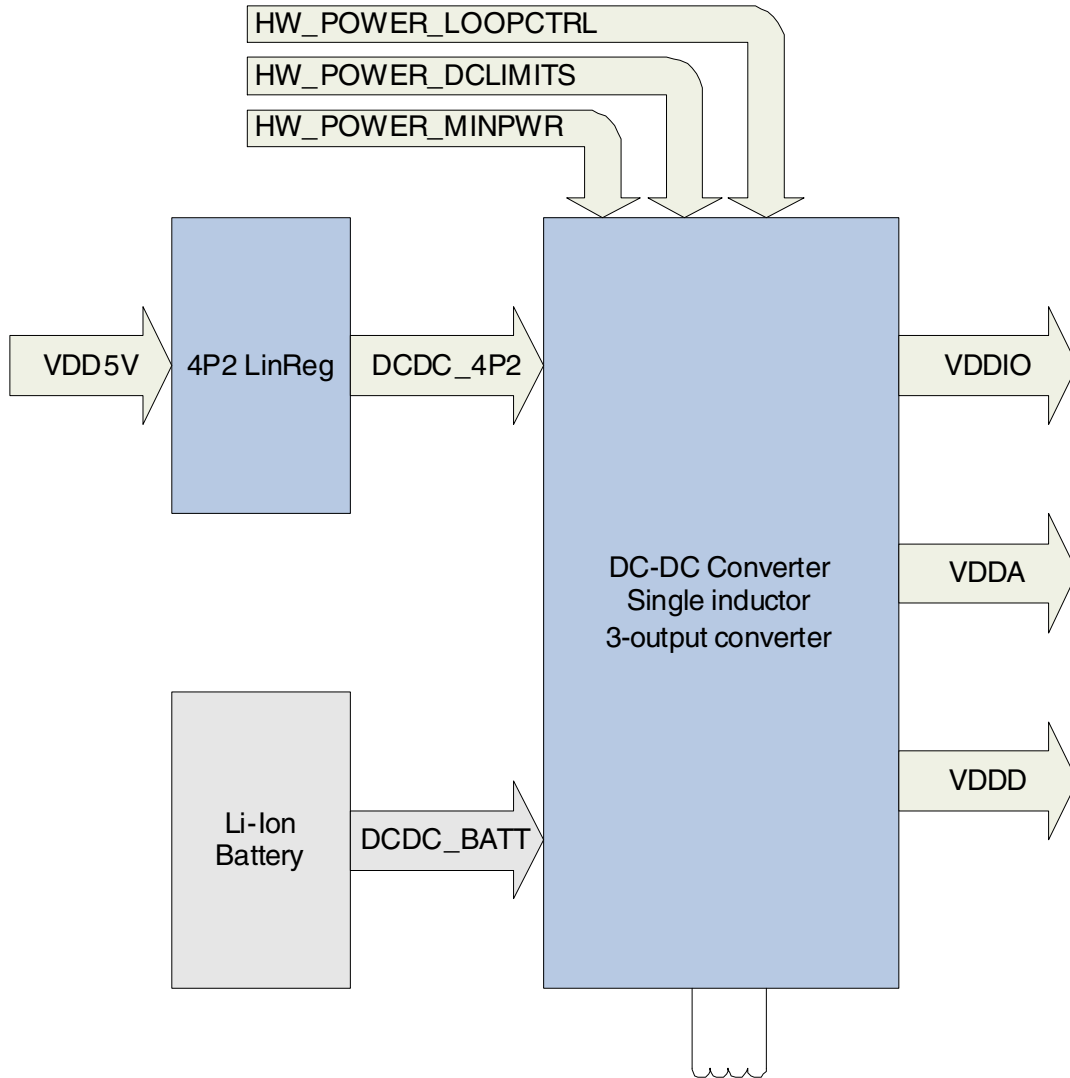 HW_POWER_LOOPCTRL
HW_POWER_DCLIMITS
HW_POWER_MINPWR
VDD5V
4P2 LinReg
DCDC_4P2
VDDIO
DC-DC Converter
Single inductor
3-output converter
VDDA
Li-Ion
Battery
DCDC_BATT
VDDD